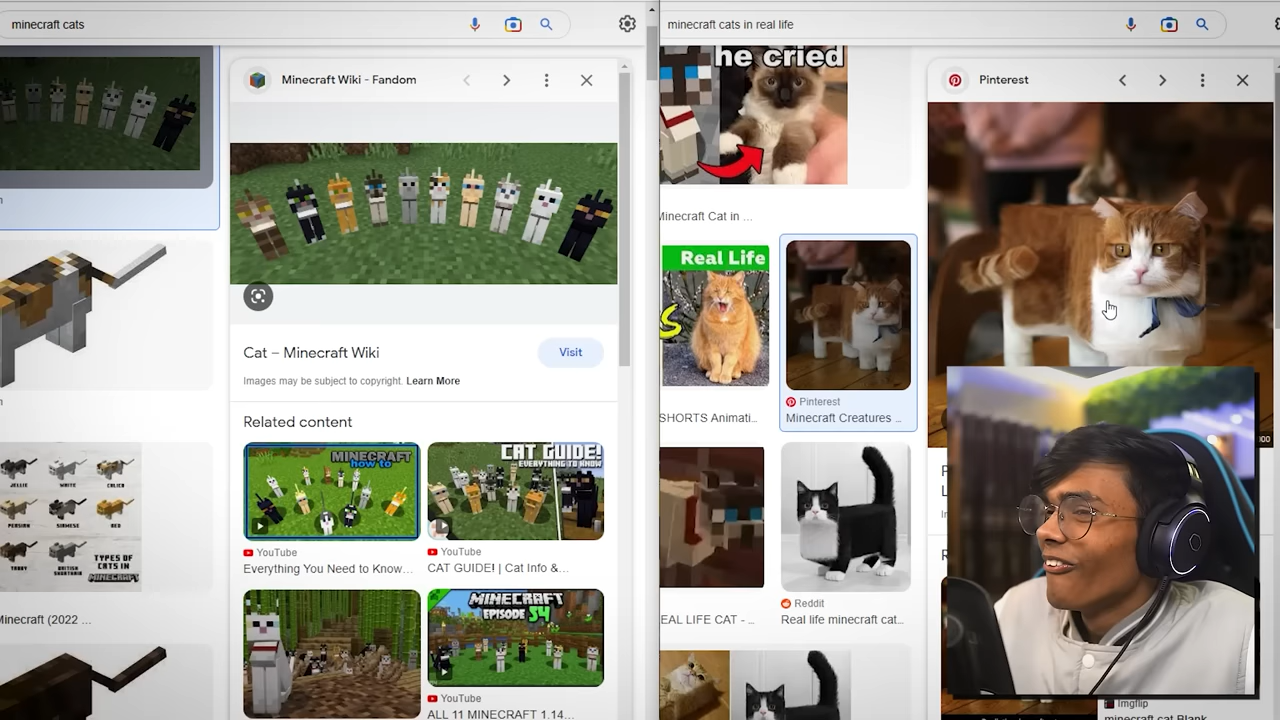 minecraft cats
Minecraft Wiki - Fandom
Cat – Minecraft Wiki
Visit
Images may be subject to copyright. Learn More
Related content
MINECRAFT
how to
CAT GUIDE!
EVERYTHING TO KNOW
YouTube
Everything You Need to Know...
YouTube
CAT GUIDE! | Cat Info &...
MINECRAFT
EPISODE 34
YouTube
ALL 11 MINECRAFT 1.14...
JELLIE
WHITE
CALICO
PERSIAN
SIAMESE
RED
TABBY
BRITISH
SHORTHAIR
TYPES OF
CATS IN
MINECRAFT
Minecraft (2022 ...
minecraft cats in real life
he cried
Minecraft Cat in ...
Real Life
S
SHORTS Animati...
Pinterest
Minecraft Creatures ...
EAL LIFE CAT - ...
Reddit
Real life minecraft cat...
Pinterest
Imgflip
minecraft cat Blank